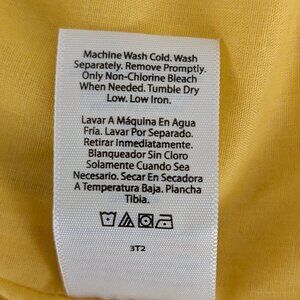 Machine Wash Cold. Wash
Separately. Remove Promptly.
Only Non-Chlorine Bleach
When Needed. Tumble Dry
Low. Low Iron.
Lavar A Máquina En Agua
Fría. Lavar Por Separado.
Retirar Inmediatamente.
Blanqueador Sin Cloro
Solamente Cuando Sea
Necesario. Secar En Secadora
A Temperatura Baja. Plancha
Tibia.
3T2